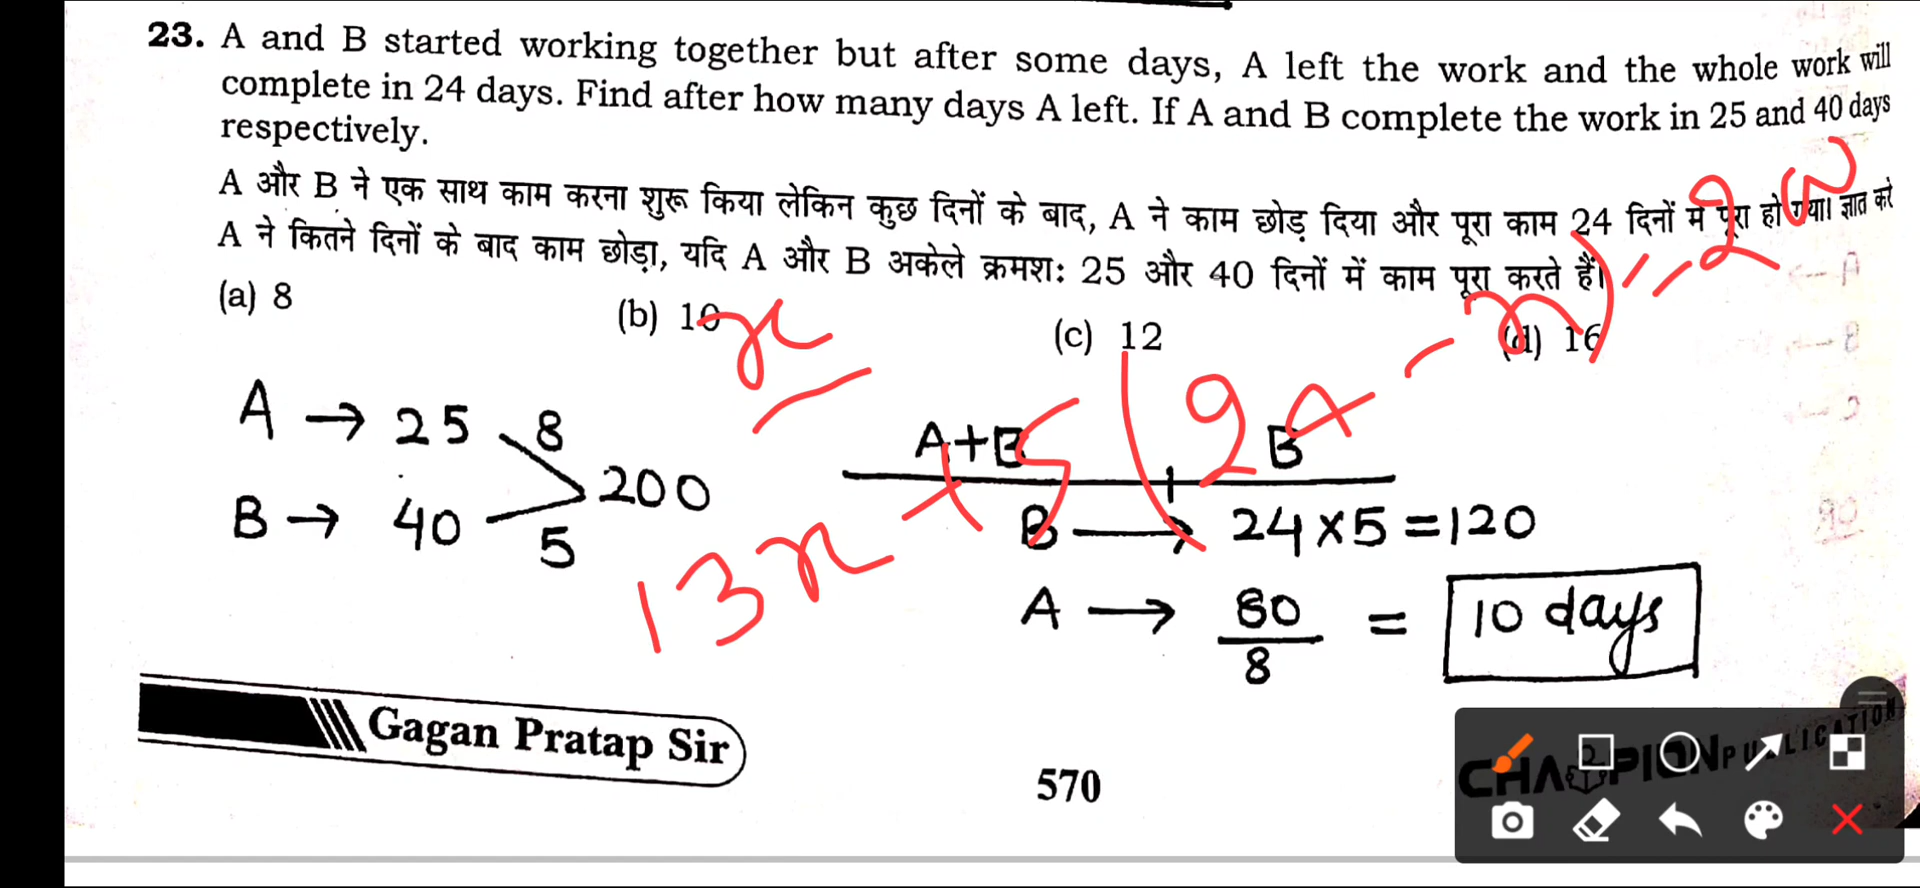 23. A and B started working together but after some days, A left the work and the whole work will
complete in 24 days. Find after how many days A left. If A and B complete the work in 25 and 40 days
respectively.
A और B ने एक साथ काम करना शुरू किया लेकिन कुछ दिनों के बाद, A ने काम छोड़ दिया और पूरा काम 24 दिनों में पूरा हो गया। ज्ञात करे
A ने कितने दिनों के बाद काम छोड़ा, यदि A और B अकेले क्रमश: 25 और 40 दिनों में काम पूरा करते हैं।
(a) 8 (b) 10 (c) 12 (d) 16
x
A → 25 8
200
B → 40 5
A+B B
B → 24×5=120
A → 80/8 = 10 days
13x + 5(24-x) = 200
Gagan Pratap Sir
570
CHAMPION PUBLICATION